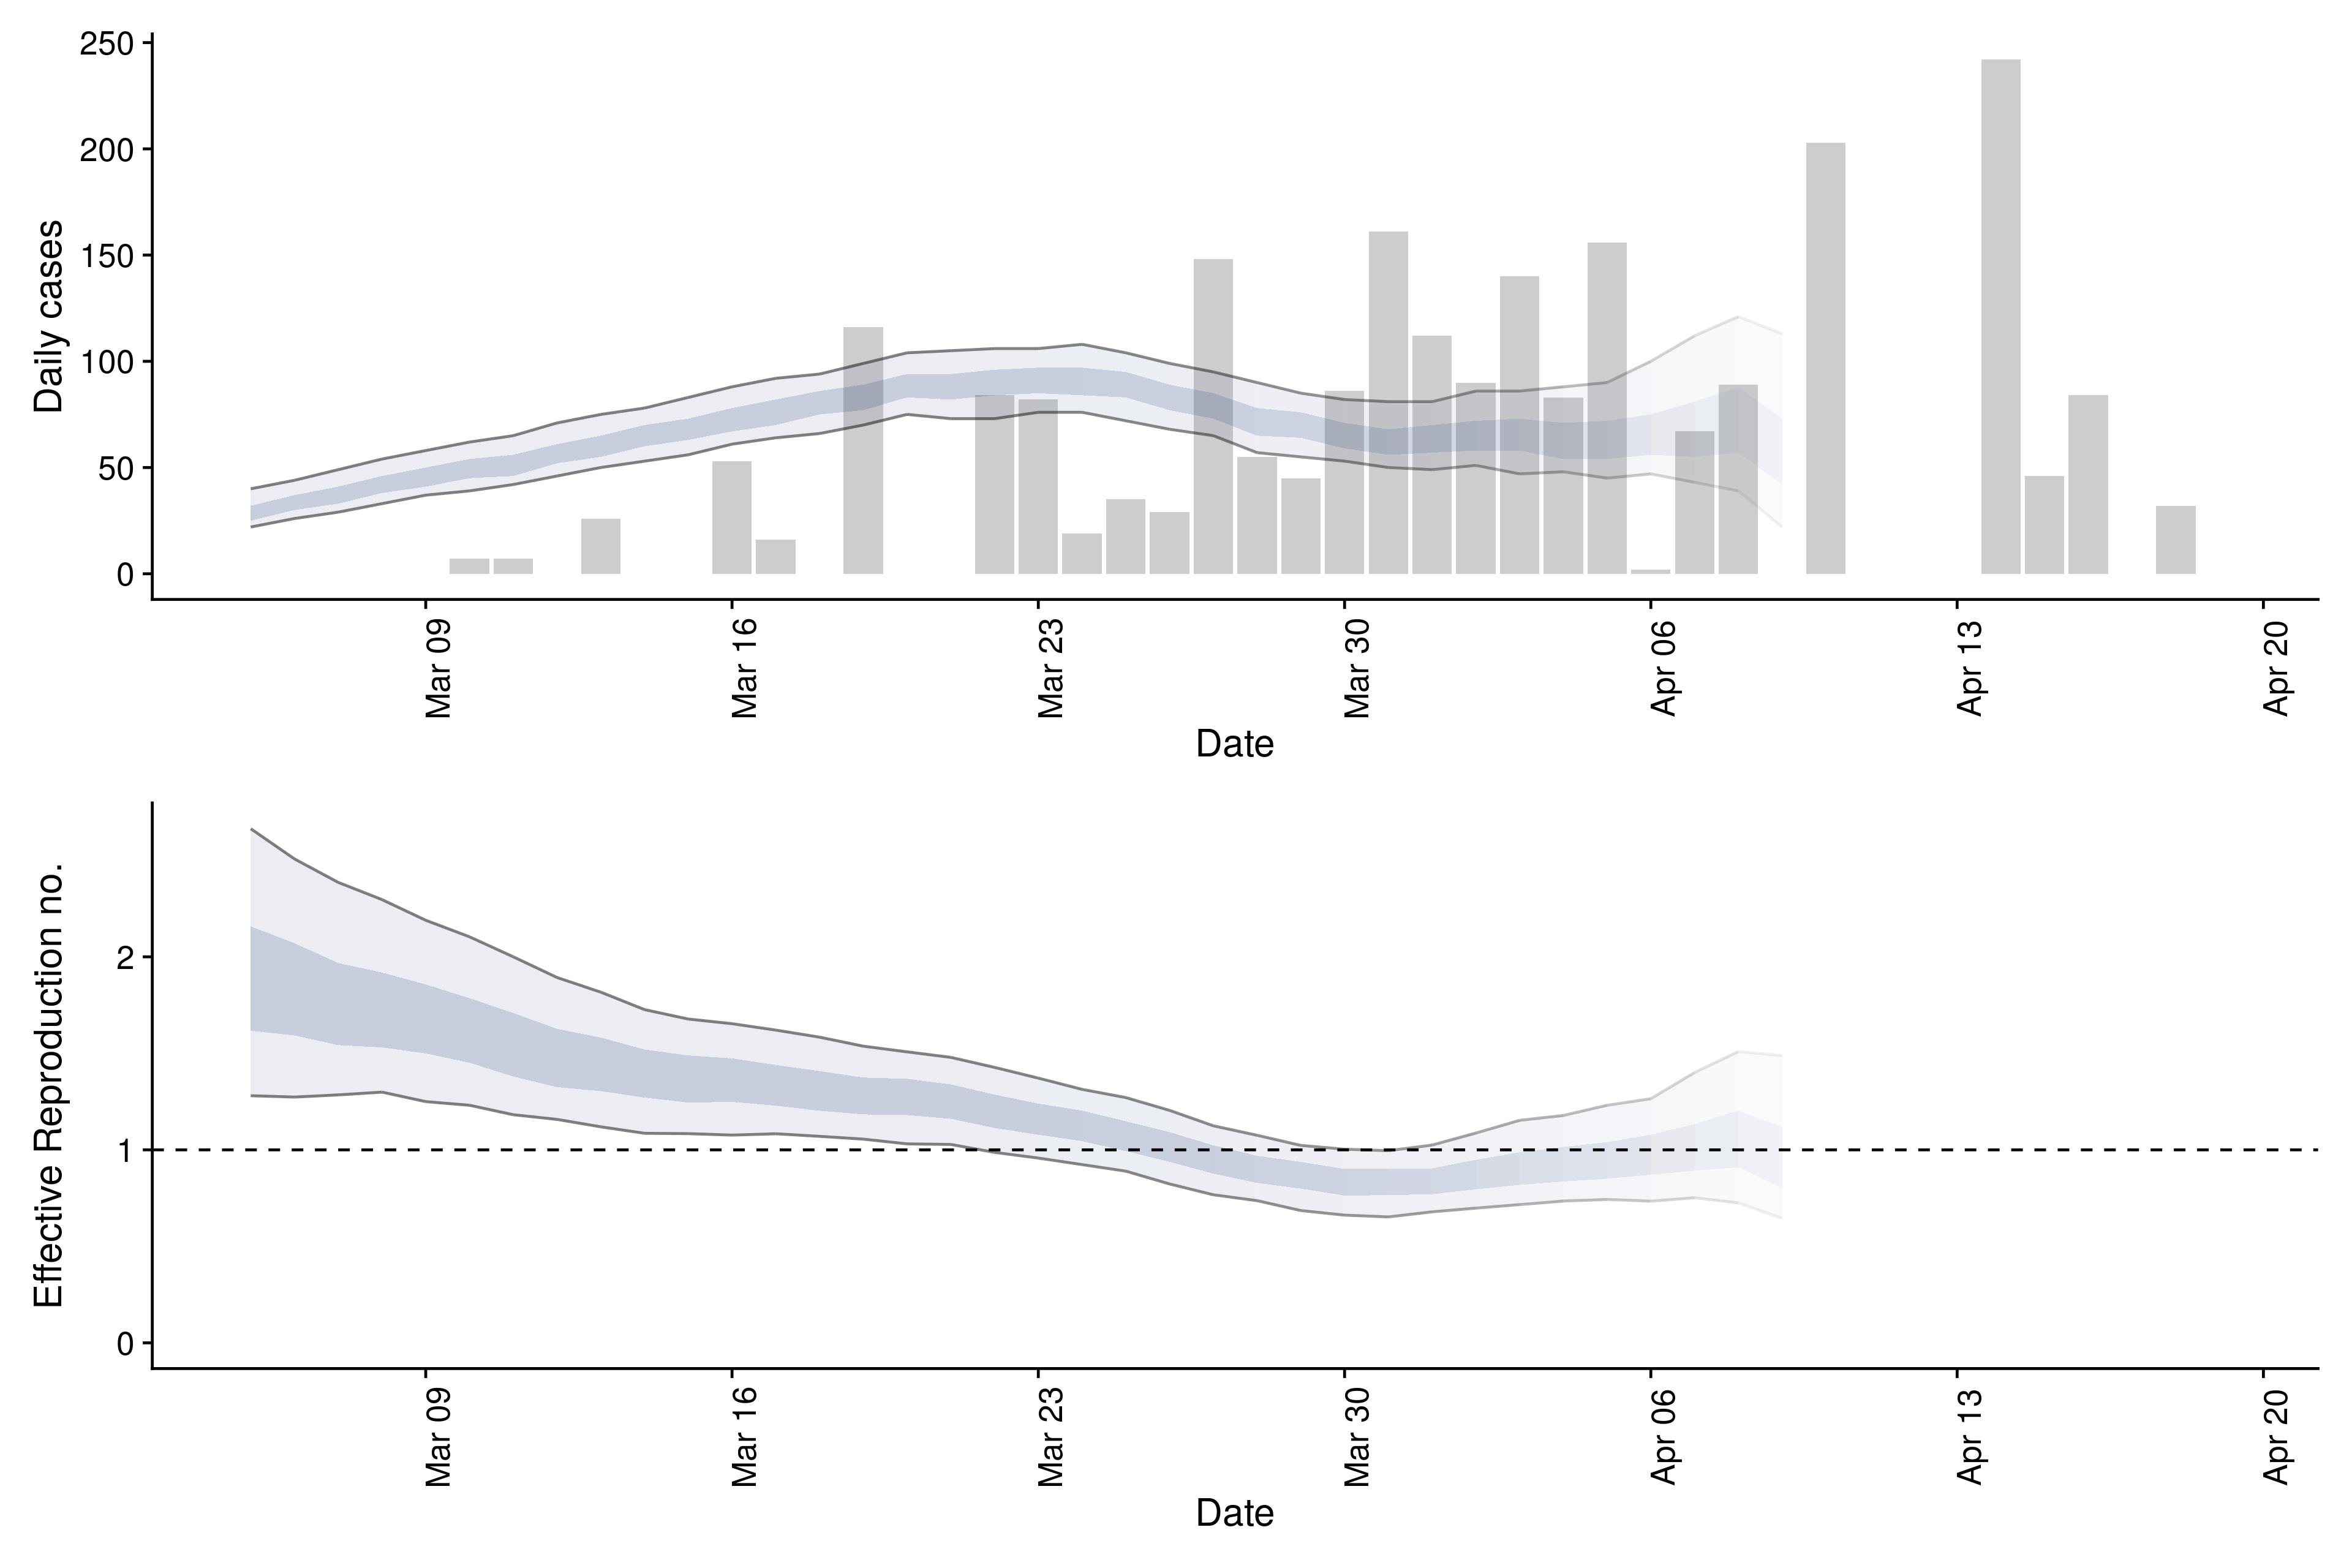 250
200
150
100
50
0
Daily cases
Mar 09
Mar 16
Mar 23
Mar 30
Apr 06
Apr 13
Apr 20
Date
2
1
0
Effective Reproduction no.
Mar 09
Mar 16
Mar 23
Mar 30
Apr 06
Apr 13
Apr 20
Date